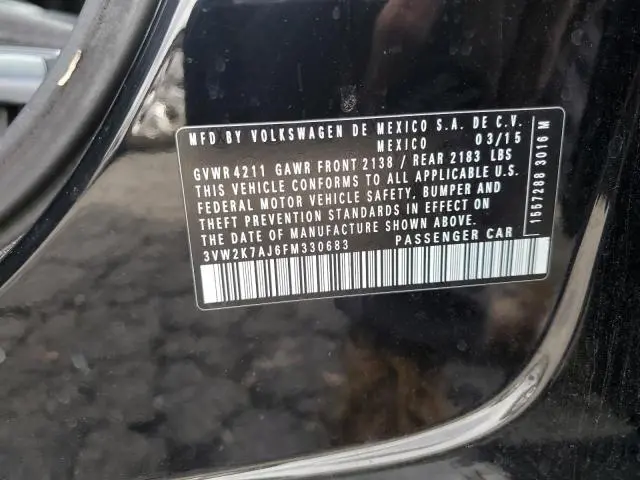 MFD BY VOLKSWAGEN DE MEXICO S.A. DE C.V.
MEXICO 03/15
GVWR 4211 GAWR FRONT 2138 / REAR 2183 LBS
THIS VEHICLE CONFORMS TO ALL APPLICABLE U.S.
FEDERAL MOTOR VEHICLE SAFETY, BUMPER AND
THEFT PREVENTION STANDARDS IN EFFECT ON
THE DATE OF MANUFACTURE SHOWN ABOVE.
3VW2K7AJ6FM330683 PASSENGER CAR
1557288 3016 M